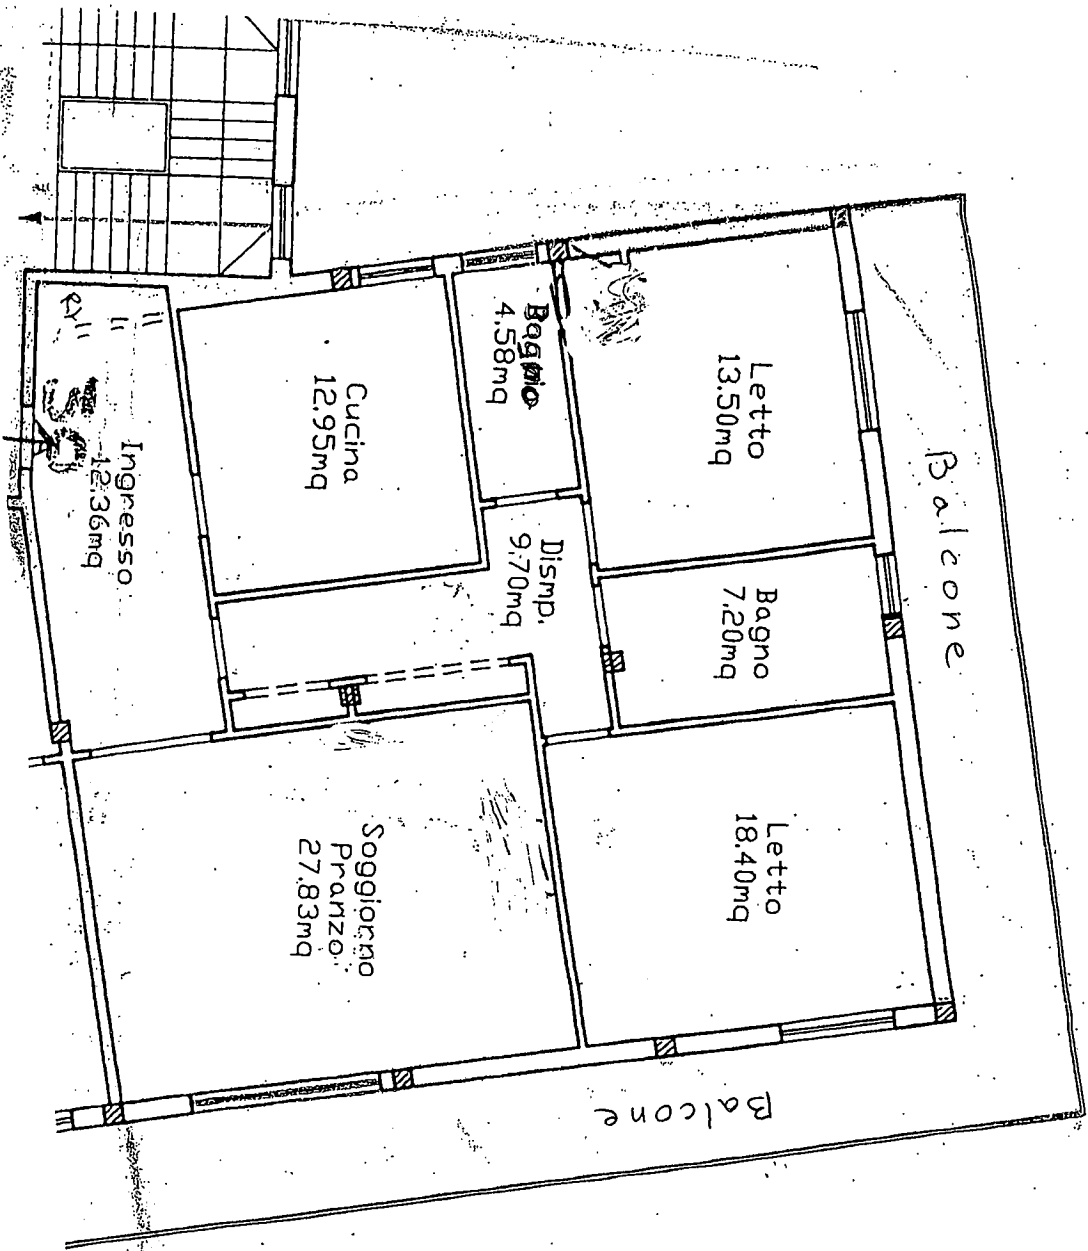 Letto
13.50mq
Bagno
4.58mq
Cucina
12.95mq
Ingresso
12.36mq
Dismp.
9.70mq
Bagno
7.20mq
Letto
18.40mq
Soggiorno
Pranzo
27.83mq
Balcone
Balcone